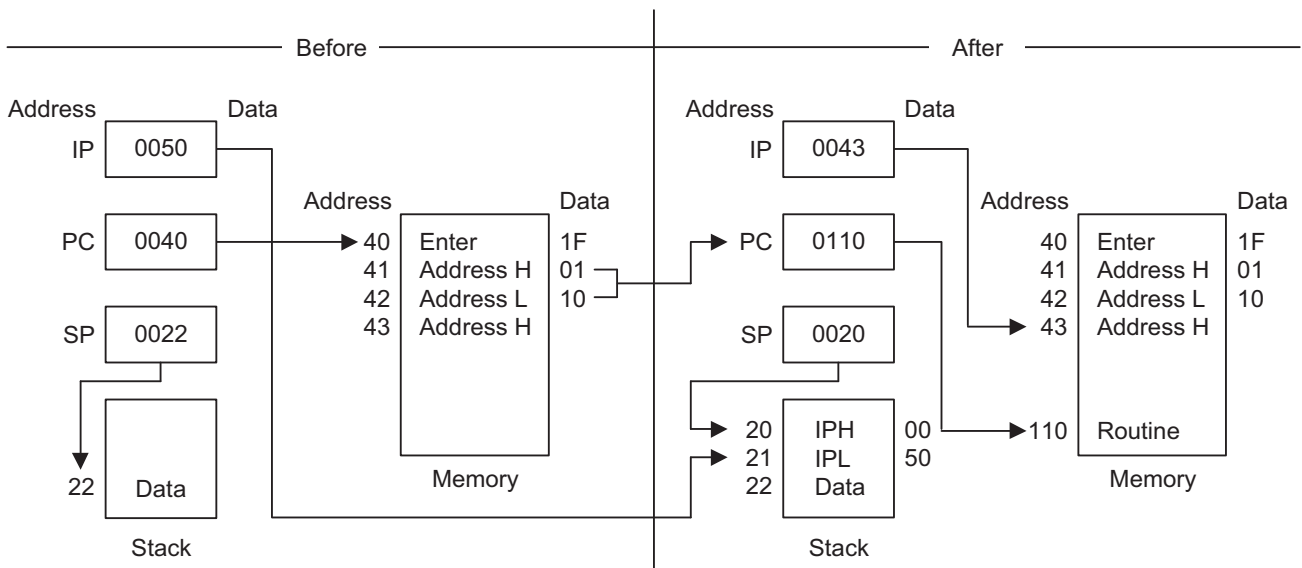 Before
Address Data
IP 0050
Address Data
PC 0040 40 Enter 1F
41 Address H 01
42 Address L 10
43 Address H
SP 0022
22 Data
Memory
Stack
After
Address Data
IP 0043
Address Data
PC 0110 40 Enter 1F
41 Address H 01
42 Address L 10
43 Address H
SP 0020
20 IPH 00
21 IPL 50
22 Data
110 Routine
Memory
Stack